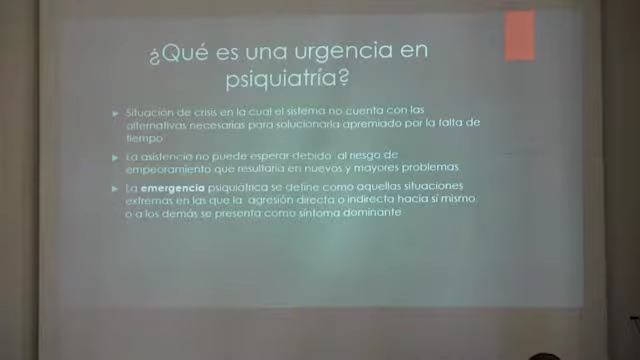 ¿Qué es una urgencia en
psiquiatría?
Situación de crisis en la cual el sistema no cuenta con las
alternativas necesarias para solucionarla apremiado por la falta de
tiempo
La asistencia no puede esperar debido al riesgo de
empeoramiento que resultaria en nuevos y mayores problemas
La emergencia psiquiátrica se define como aquellas situaciones
extremas en las que la agresión directa o indirecta hacia sí mismo
o a los demás se presenta como síntoma dominante